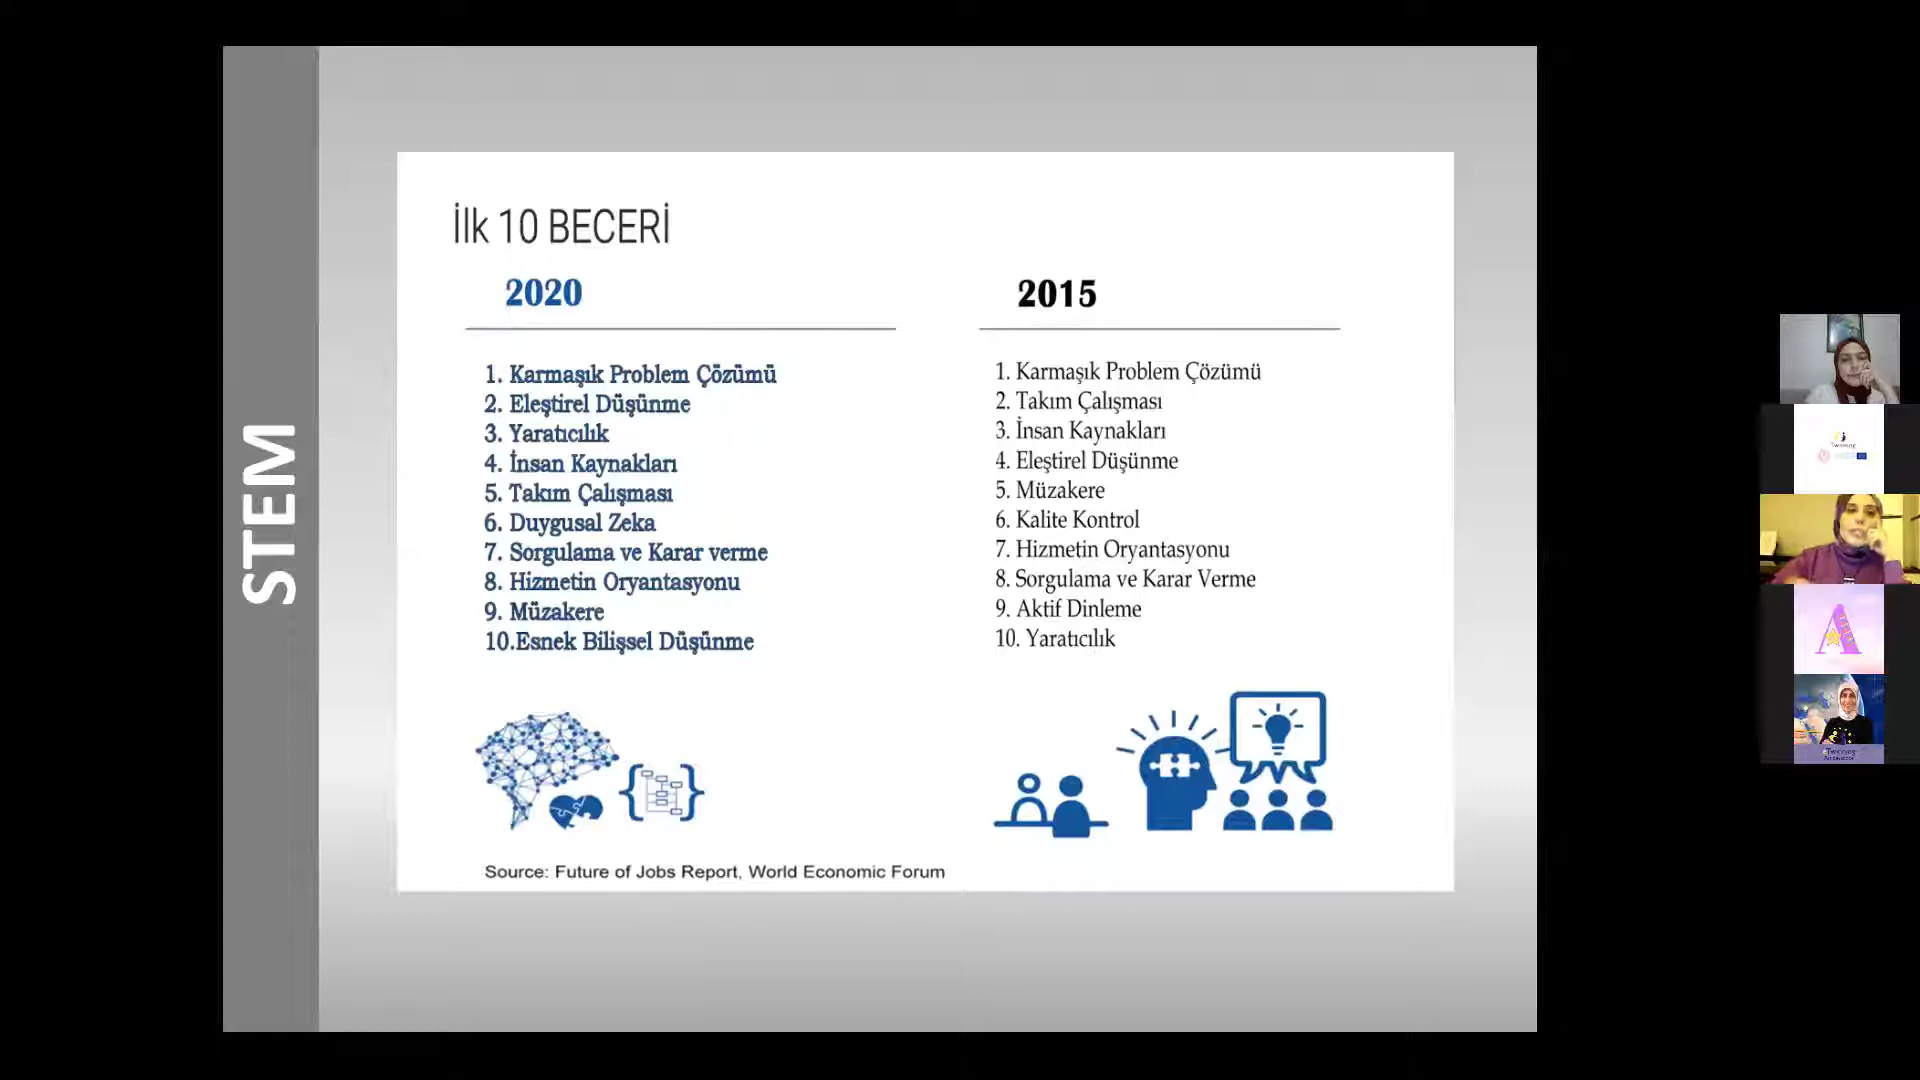 STEM
İlk 10 BECERİ
2020
1. Karmaşık Problem Çözümü
2. Eleştirel Düşünme
3. Yaratıcılık
4. İnsan Kaynakları
5. Takım Çalışması
6. Duygusal Zeka
7. Sorgulama ve Karar verme
8. Hizmetin Oryantasyonu
9. Müzakere
10.Esnek Bilişsel Düşünme
2015
1. Karmaşık Problem Çözümü
2. Takım Çalışması
3. İnsan Kaynakları
4. Eleştirel Düşünme
5. Müzakere
6. Kalite Kontrol
7. Hizmetin Oryantasyonu
8. Sorgulama ve Karar Verme
9. Aktif Dinleme
10. Yaratıcılık
Source: Future of Jobs Report, World Economic Forum
A